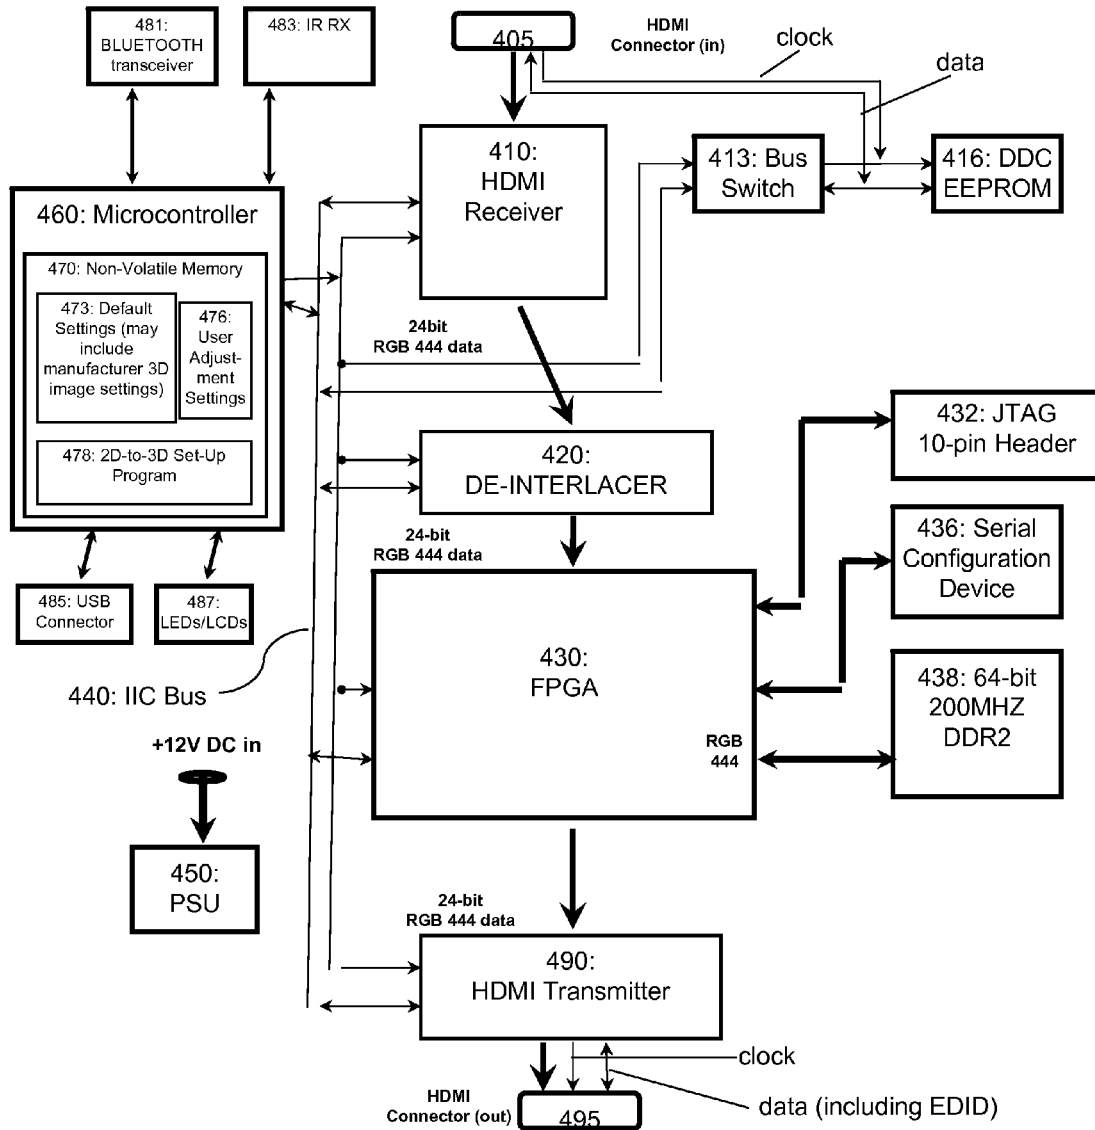 481:
BLUETOOTH
transceiver
483: IR RX
405
HDMI
Connector (in)
clock
data
410:
HDMI
Receiver
413: Bus
Switch
416: DDC
EEPROM
460: Microcontroller
470: Non-Volatile Memory
473: Default
Settings (may
include
manufacturer 3D
image settings)
476:
User
Adjust-
ment
Settings
478: 2D-to-3D Set-Up
Program
24bit
RGB 444 data
432: JTAG
10-pin Header
420:
DE-INTERLACER
24-bit
RGB 444 data
436: Serial
Configuration
Device
485: USB
Connector
487:
LEDs/LCDs
430:
FPGA
438: 64-bit
200MHZ
DDR2
440: IIC Bus
RGB
444
+12V DC in
450:
PSU
24-bit
RGB 444 data
490:
HDMI Transmitter
clock
HDMI
Connector (out)
495
data (including EDID)